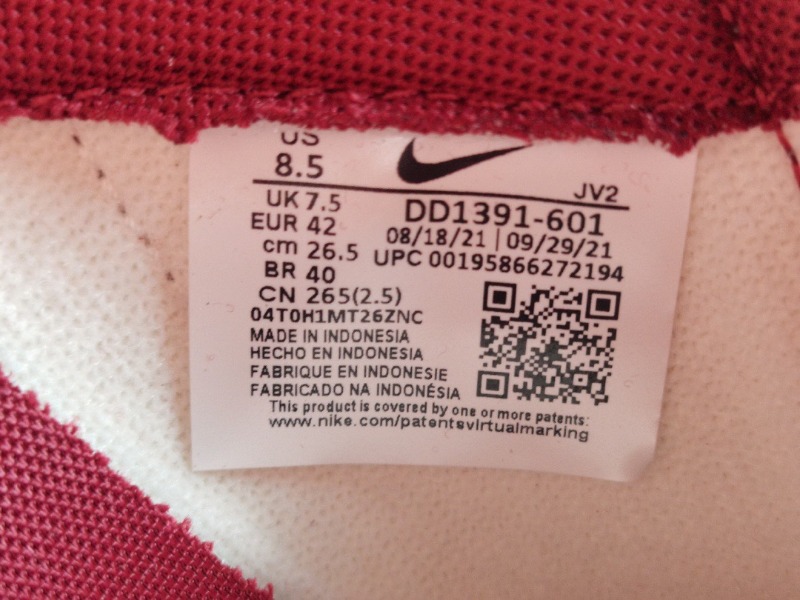 US
8.5
JV2
UK 7.5
EUR 42
cm 26.5
BR 40
CN 265(2.5)
DD1391-601
08/18/21 | 09/29/21
UPC 00195866272194
04T0H1MT26ZNC
MADE IN INDONESIA
HECHO EN INDONESIA
FABRIQUE EN INDONESIE
FABRICADO NA INDONÉSIA
This product is covered by one or more patents:
www.nike.com/patentsvirtualmarking